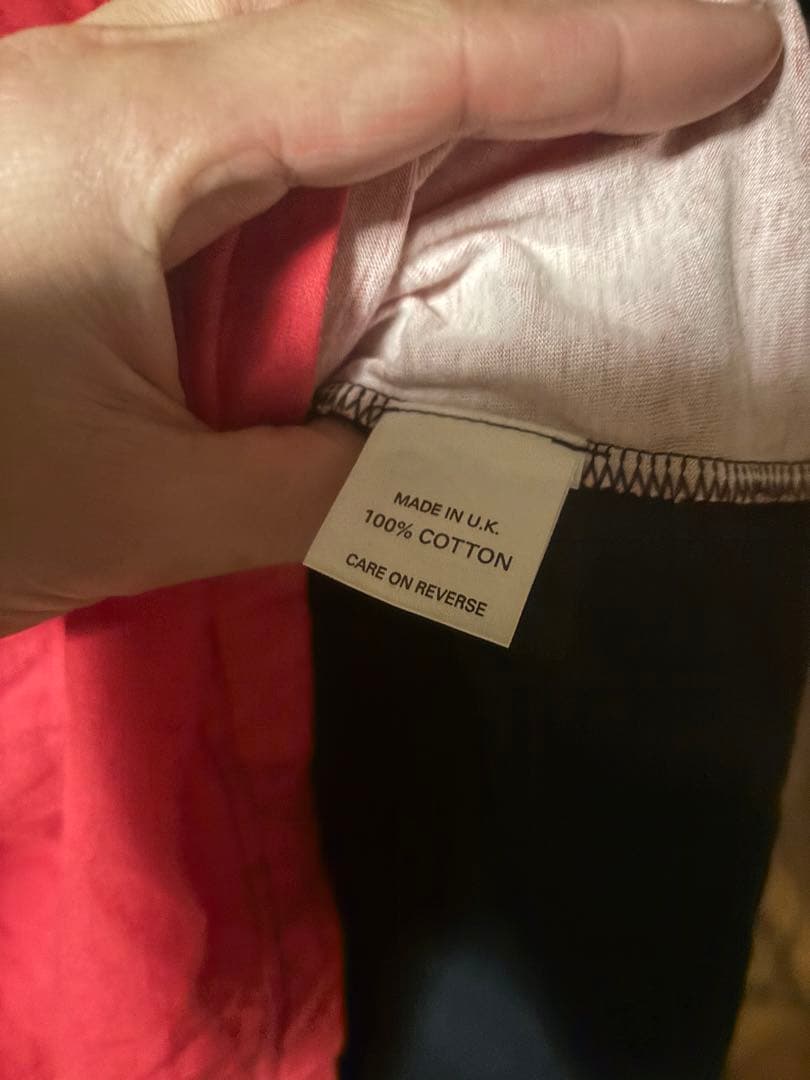 MADE IN U.K.
100% COTTON
CARE ON REVERSE